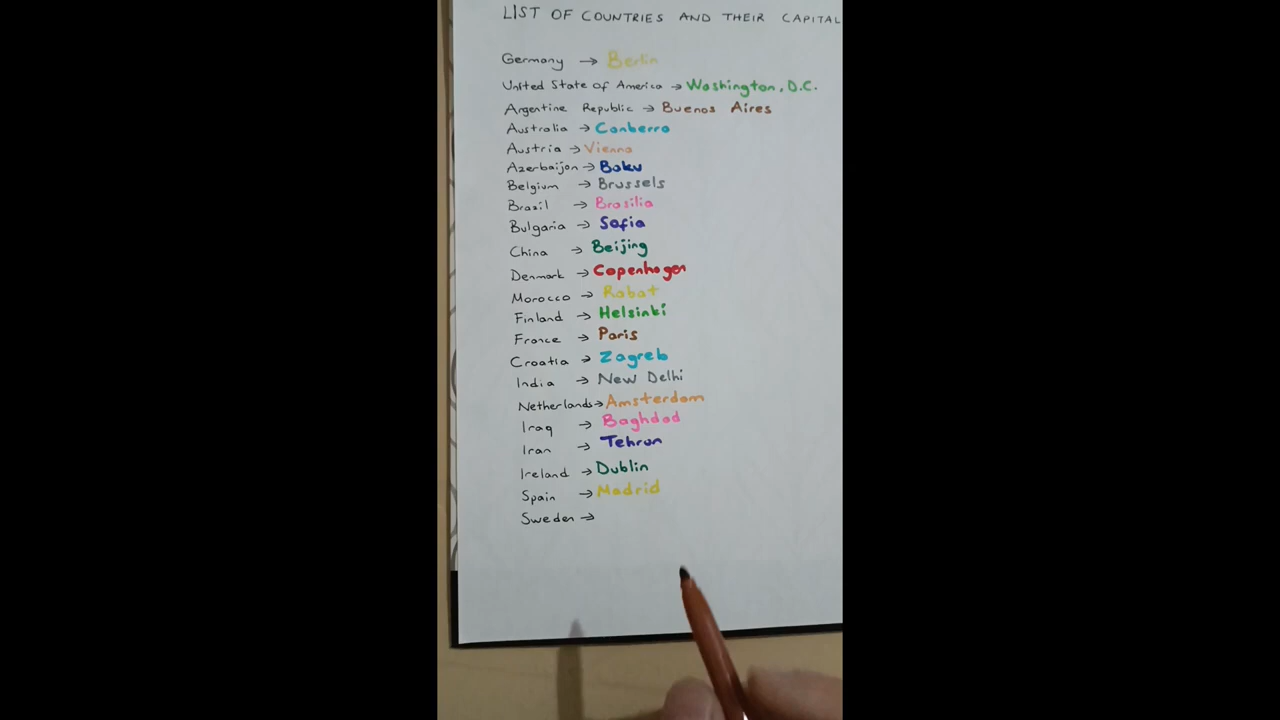 LIST OF COUNTRIES AND THEIR CAPITAL
Germany → Berlin
United State of America → Washington, D.C.
Argentine Republic → Buenos Aires
Australia → Canberra
Austria → Vienna
Azerbaijan → Baku
Belgium → Brussels
Brazil → Brasilia
Bulgaria → Sofia
China → Beijing
Denmark → Copenhagen
Morocco → Rabat
Finland → Helsinki
France → Paris
Croatia → Zagreb
India → New Delhi
Netherlands → Amsterdam
Iraq → Baghdad
Iran → Tehran
Ireland → Dublin
Spain → Madrid
Sweden →